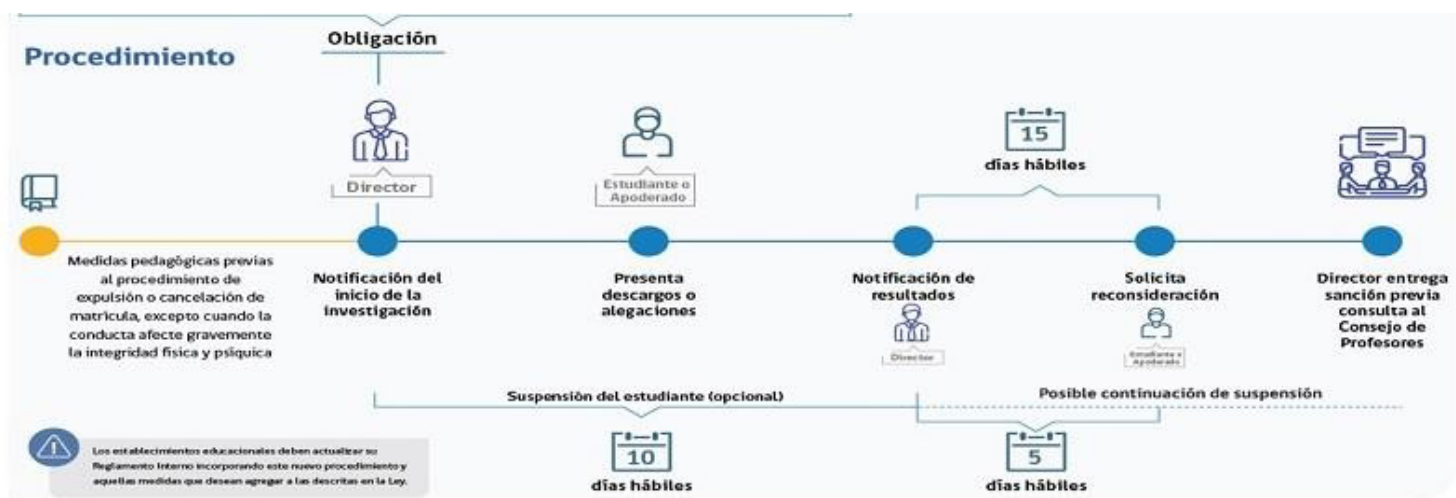 Procedimiento
Obligación
Director
Estudiante o
Apoderado
15
días hábiles
Medidas pedagógicas previas
al procedimiento de
expulsión o cancelación de
matrícula, excepto cuando la
conducta afecte gravemente
la integridad física y psíquica
Notificación del
inicio de la
investigación
Presenta
descargos o
alegaciones
Notificación de
resultados
Director
Solicita
reconsideración
Estudiante o
Apoderado
Director entrega
sanción previa
consulta al
Consejo de
Profesores
Suspensión del estudiante (opcional)
Posible continuación de suspensión
10
días hábiles
5
días hábiles
Los establecimientos educacionales deben actualizar su
Reglamento Interno incorporando este nuevo procedimiento y
aquellas medidas que desean agregar a las descritas en la Ley.